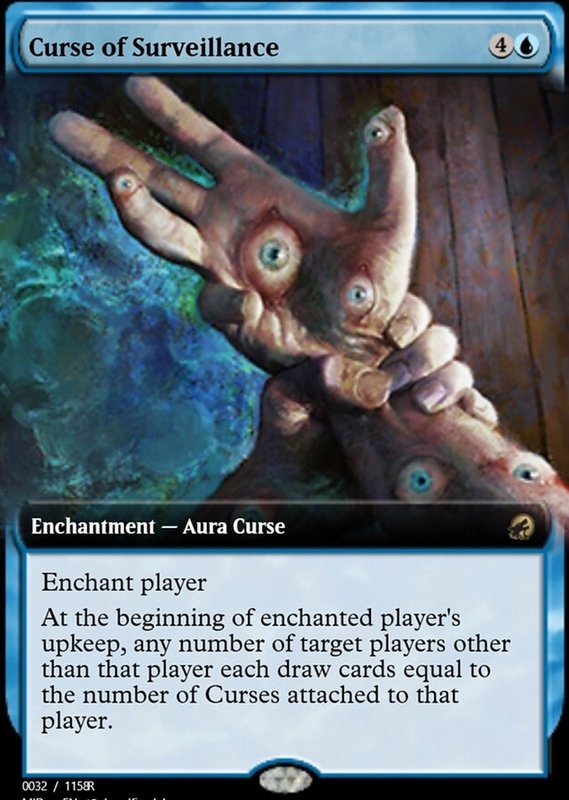 Curse of Surveillance
4
Enchantment — Aura Curse
Enchant player
At the beginning of enchanted player's
upkeep, any number of target players other
than that player each draw cards equal to
the number of Curses attached to that
player.
0032 / 1158R